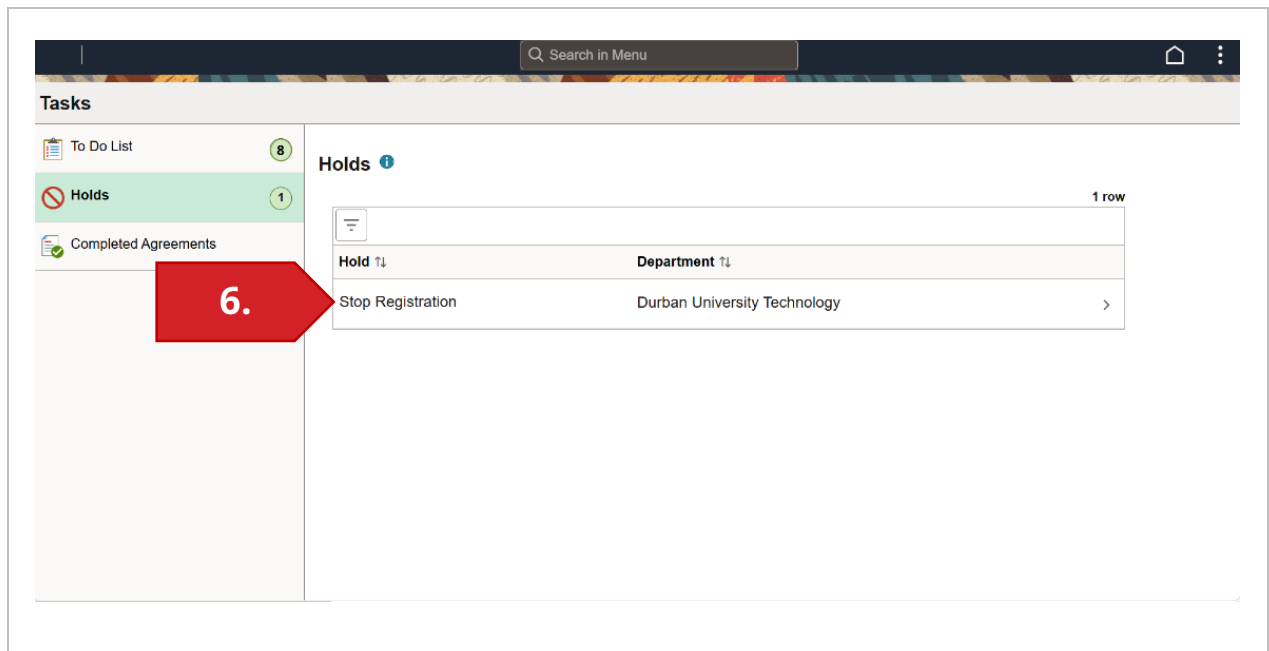 Search in Menu
Tasks
To Do List 8
Holds 1
Completed Agreements
Holds
1 row
Hold Department
6.
Stop Registration Durban University Technology